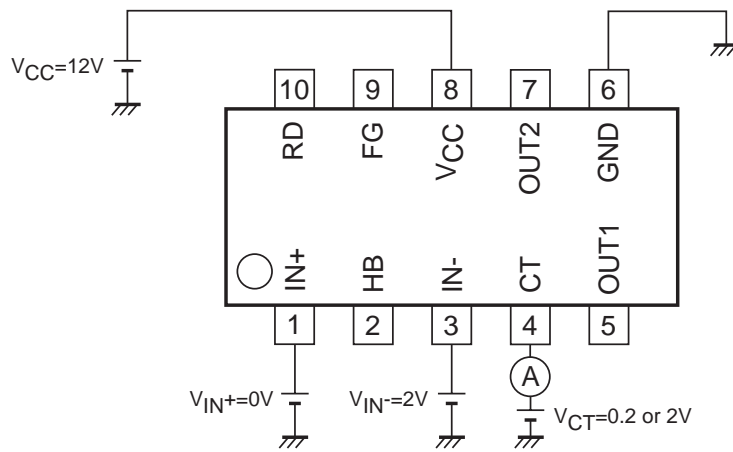 VCC=12V
10 9 8 7 6
RD FG VCC OUT2 GND
IN+ HB IN- CT OUT1
1 2 3 4 5
A
VIN+=0V VIN-=2V VCT=0.2 or 2V